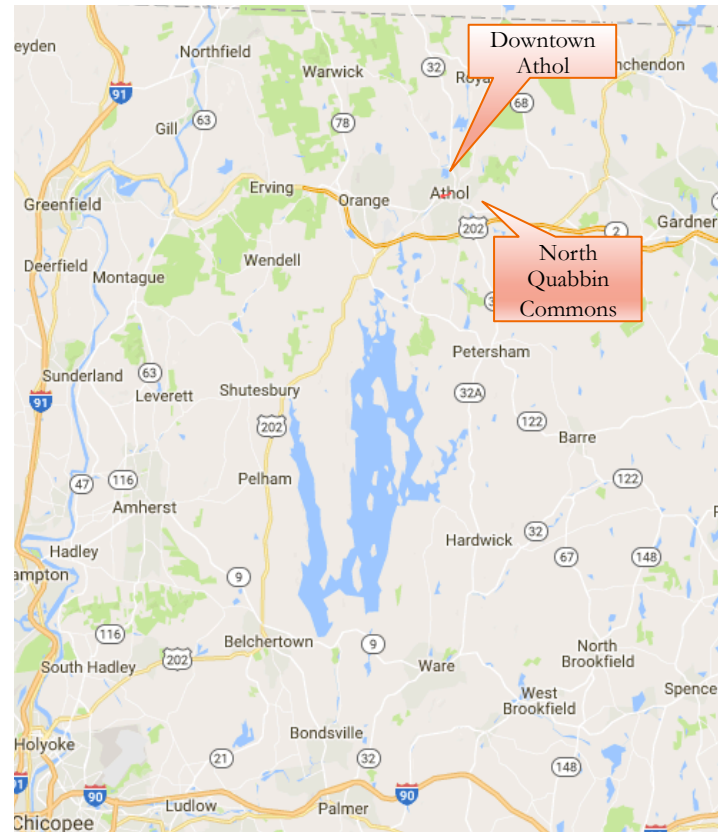 eyden
Northfield
Downtown
Athol
Warwick
32
Roya
nchendon
91
63
78
68
Gill
Erving
Orange
Athol
Greenfield
202
2
Gardner
Deerfield
Montague
Wendell
North
Quabbin
Commons
Petersham
Sunderland
63
Leverett
Shutesbury
32A
91
202
122
Barre
Pelham
47
116
122
Amherst
Hardwick
32
Hadley
67
148
ampton
9
116
Belchertown
9
North
Brookfield
South Hadley
202
Ware
Spence
West
Brookfield
Holyoke
Bondsville
21
32
148
91
90
90
Ludlow
Palmer
Chicopee